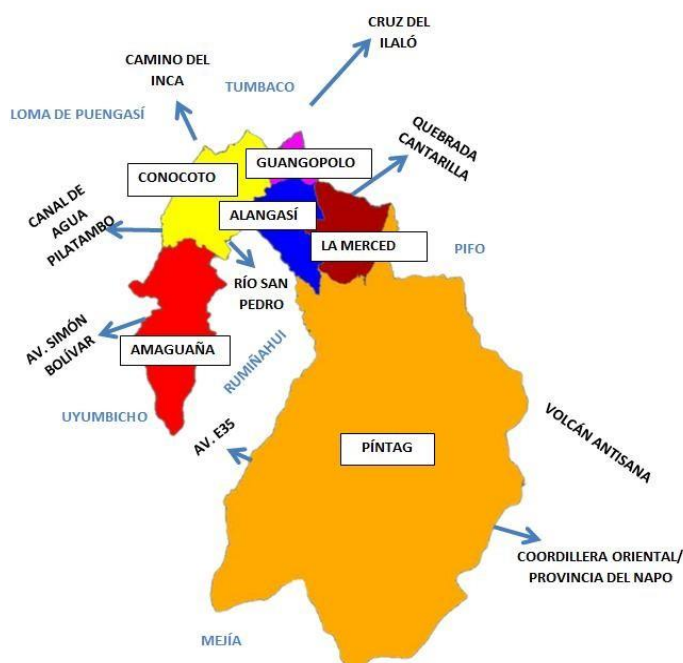 CRUZ DEL
ILALÓ
CAMINO DEL
INCA
TUMBACO
LOMA DE PUENGASÍ
QUEBRADA
CANTARILLA
GUANGOPOLO
CONOCOTO
CANAL DE
AGUA
PILATAMBO
ALANGASÍ
LA MERCED
PIFO
RÍO SAN
PEDRO
AV. SIMÓN
BOLÍVAR
AMAGUAÑA
RUMIÑAHUI
UYUMBICHO
AV. E35
PÍNTAG
VOLCÁN ANTISANA
COORDILLERA ORIENTAL/
PROVINCIA DEL NAPO
MEJÍA